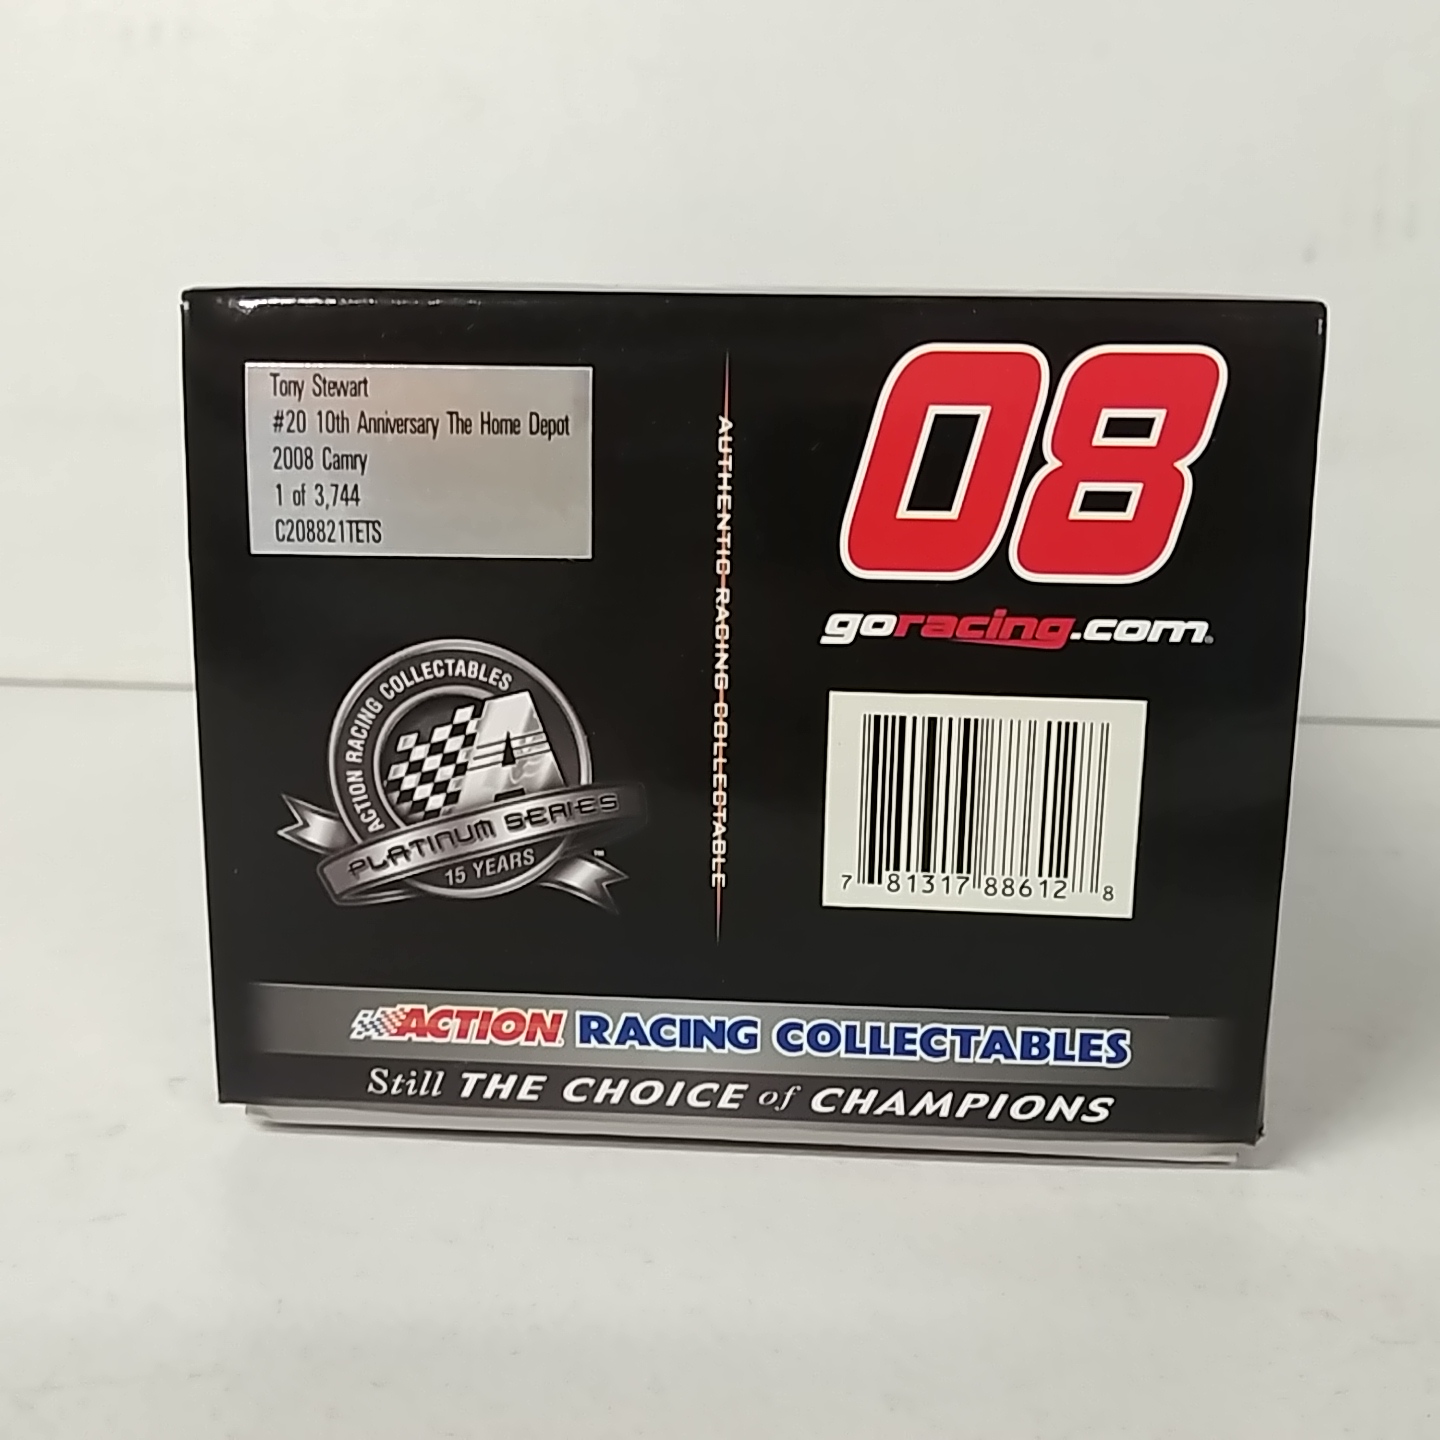 Tony Stewart
#20 10th Anniversary The Home Depot
2008 Camry
1 of 3,744
C208821TETS
ACTION RACING COLLECTABLES
A
PLATINUM SERIES
™
15 YEARS
AUTHENTIC RACING COLLECTABLE
08
goracing.com
7 81317 88612 8
ACTION RACING COLLECTABLES
Still THE CHOICE of CHAMPIONS